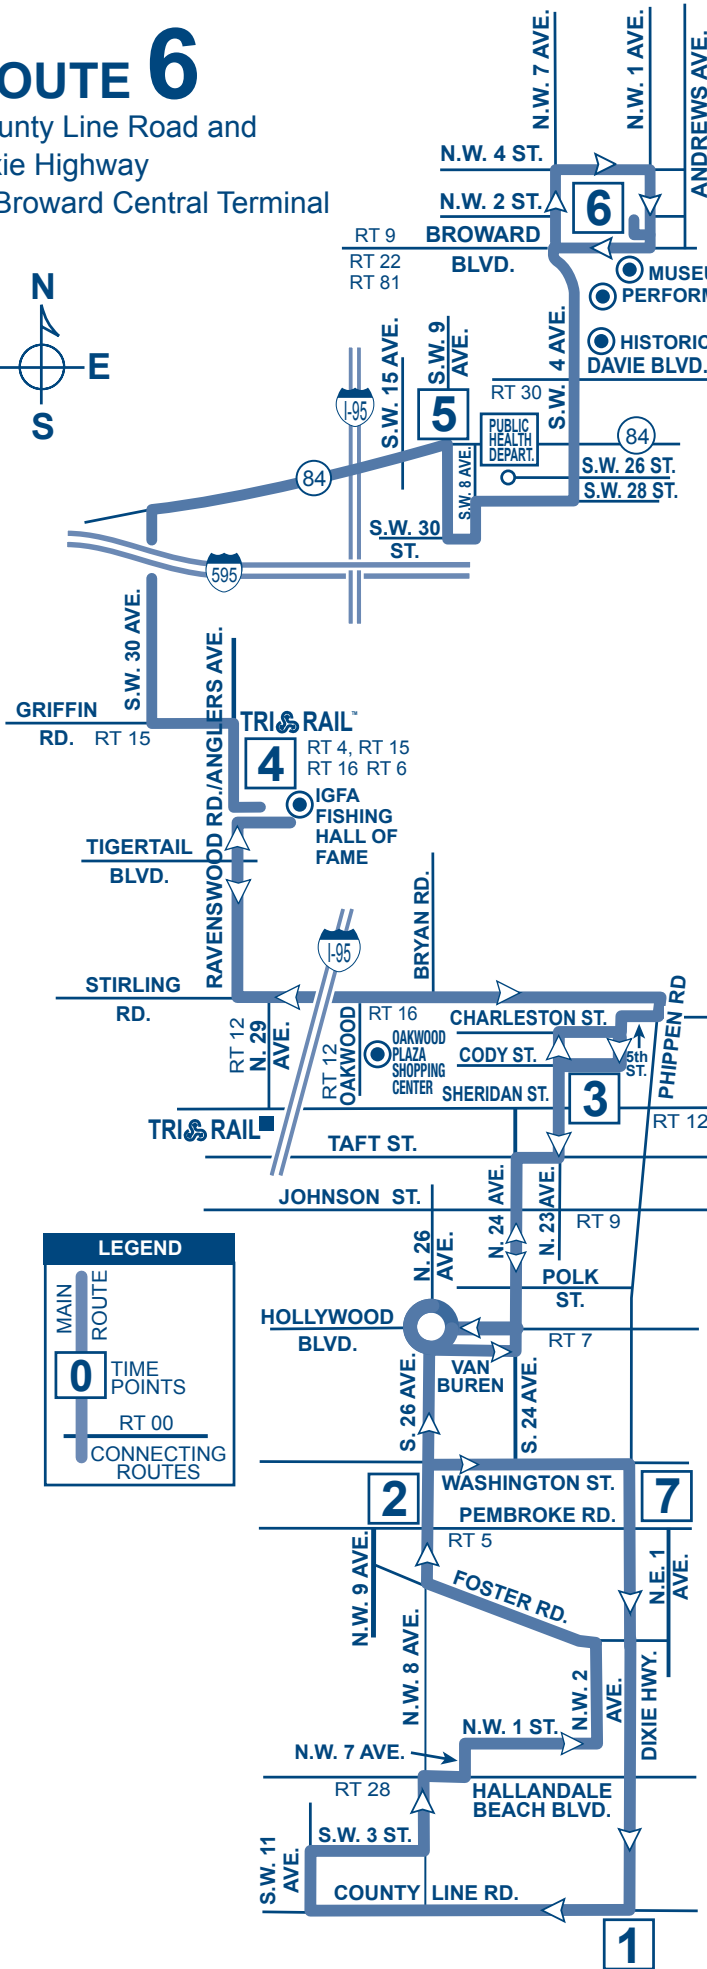 OUTE 6
unty Line Road and
xie Highway
Broward Central Terminal
N.W. 7 AVE.
N.W. 1 AVE.
ANDREWS AVE.
N.W. 4 ST.
N.W. 2 ST.
6
RT 9
BROWARD
BLVD.
RT 22
RT 81
MUSEU
PERFORM
HISTORIC
DAVIE BLVD.
N
E
S
I-95
S.W. 15 AVE.
S.W. 9
AVE.
5
RT 30
S.W. 4 AVE.
PUBLIC
HEALTH
DEPART.
84
S.W. 8 AVE.
S.W. 26 ST.
S.W. 28 ST.
84
S.W. 30
ST.
595
S.W. 30 AVE.
RAVENSWOOD RD./ANGLERS AVE.
GRIFFIN
RD. RT 15
TRI RAIL™
4
RT 4, RT 15
RT 16 RT 6
IGFA
FISHING
HALL OF
FAME
TIGERTAIL
BLVD.
BRYAN RD.
I-95
STIRLING
RD.
RT 12
N. 29
AVE.
RT 12
OAKWOOD
RT 16
OAKWOOD
PLAZA
SHOPPING
CENTER
CHARLESTON ST.
CODY ST.
5th
ST.
PHIPPEN RD
SHERIDAN ST.
3
RT 12
TRI RAIL
TAFT ST.
JOHNSON ST.
N. 24 AVE.
N. 23 AVE.
RT 9
N. 26
AVE.
POLK
ST.
HOLLYWOOD
BLVD.
RT 7
VAN
BUREN
S. 26 AVE.
S. 24 AVE.
LEGEND
MAIN
ROUTE
0
TIME
POINTS
RT 00
CONNECTING
ROUTES
2
WASHINGTON ST.
7
PEMBROKE RD.
RT 5
N.W. 9 AVE.
FOSTER RD.
N.E. 1
AVE.
N.W. 8 AVE.
N.W. 2
AVE.
DIXIE HWY.
N.W. 1 ST.
N.W. 7 AVE.
RT 28
HALLANDALE
BEACH BLVD.
S.W. 3 ST.
S.W. 11
AVE.
COUNTY LINE RD.
1